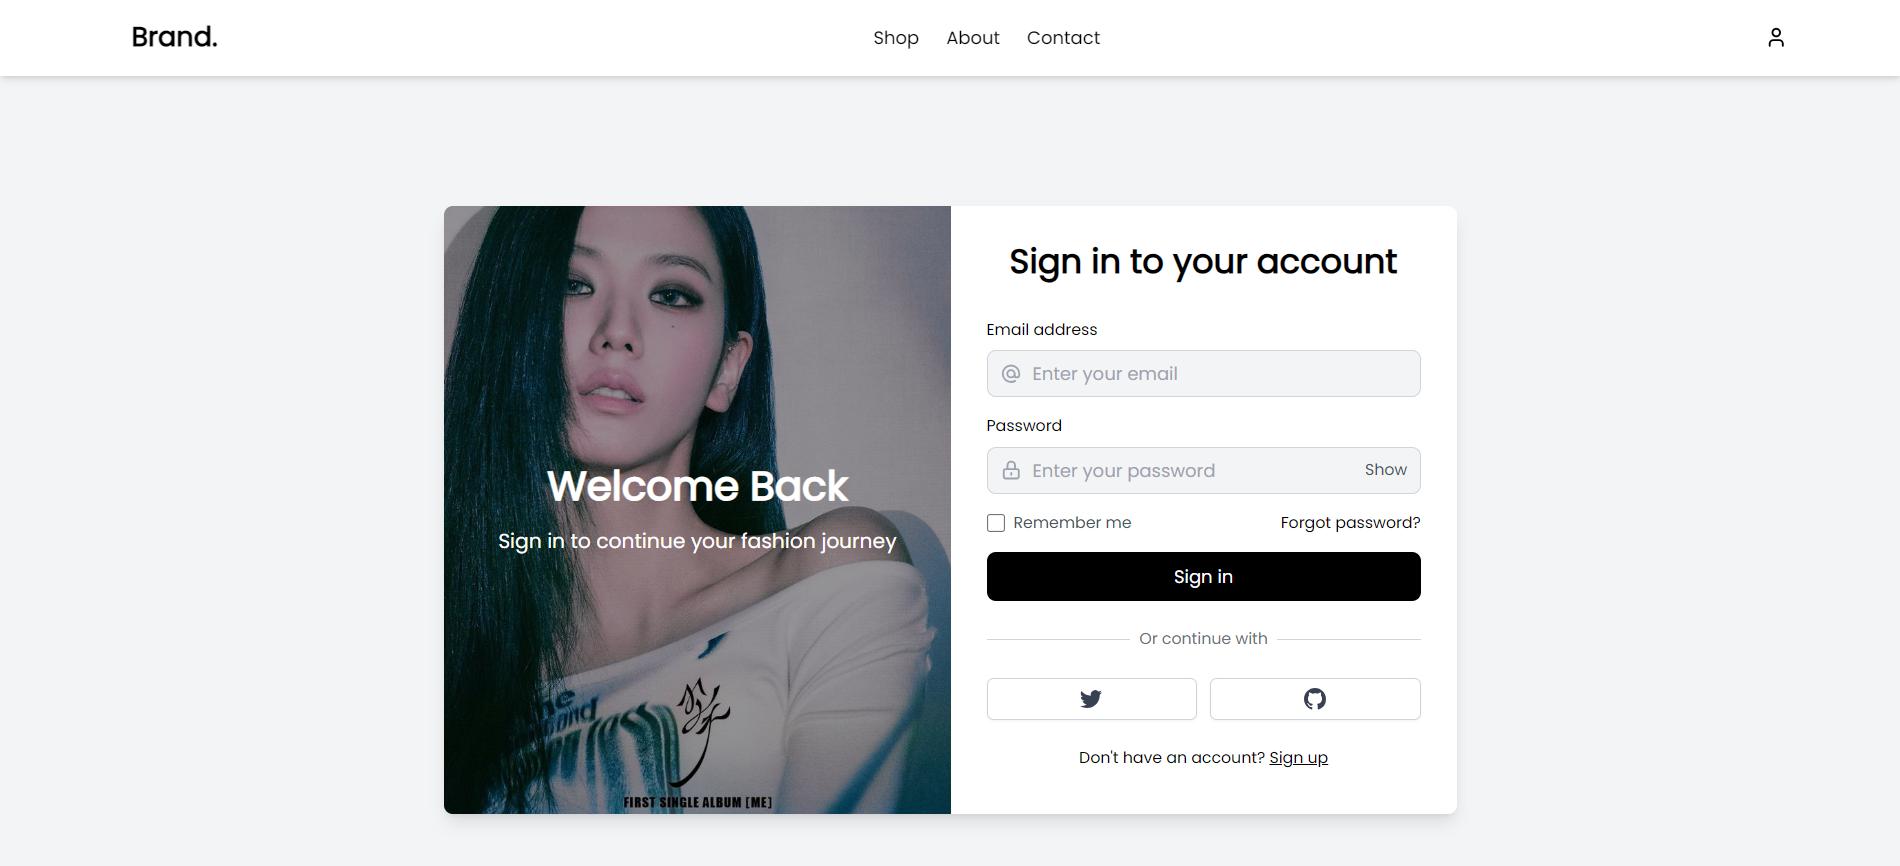 Brand.
Shop About Contact
Welcome Back
Sign in to continue your fashion journey
FIRST SINGLE ALBUM [ME]
Sign in to your account
Email address
Enter your email
Password
Enter your password Show
Remember me Forgot password?
Sign in
Or continue with
Don't have an account? Sign up